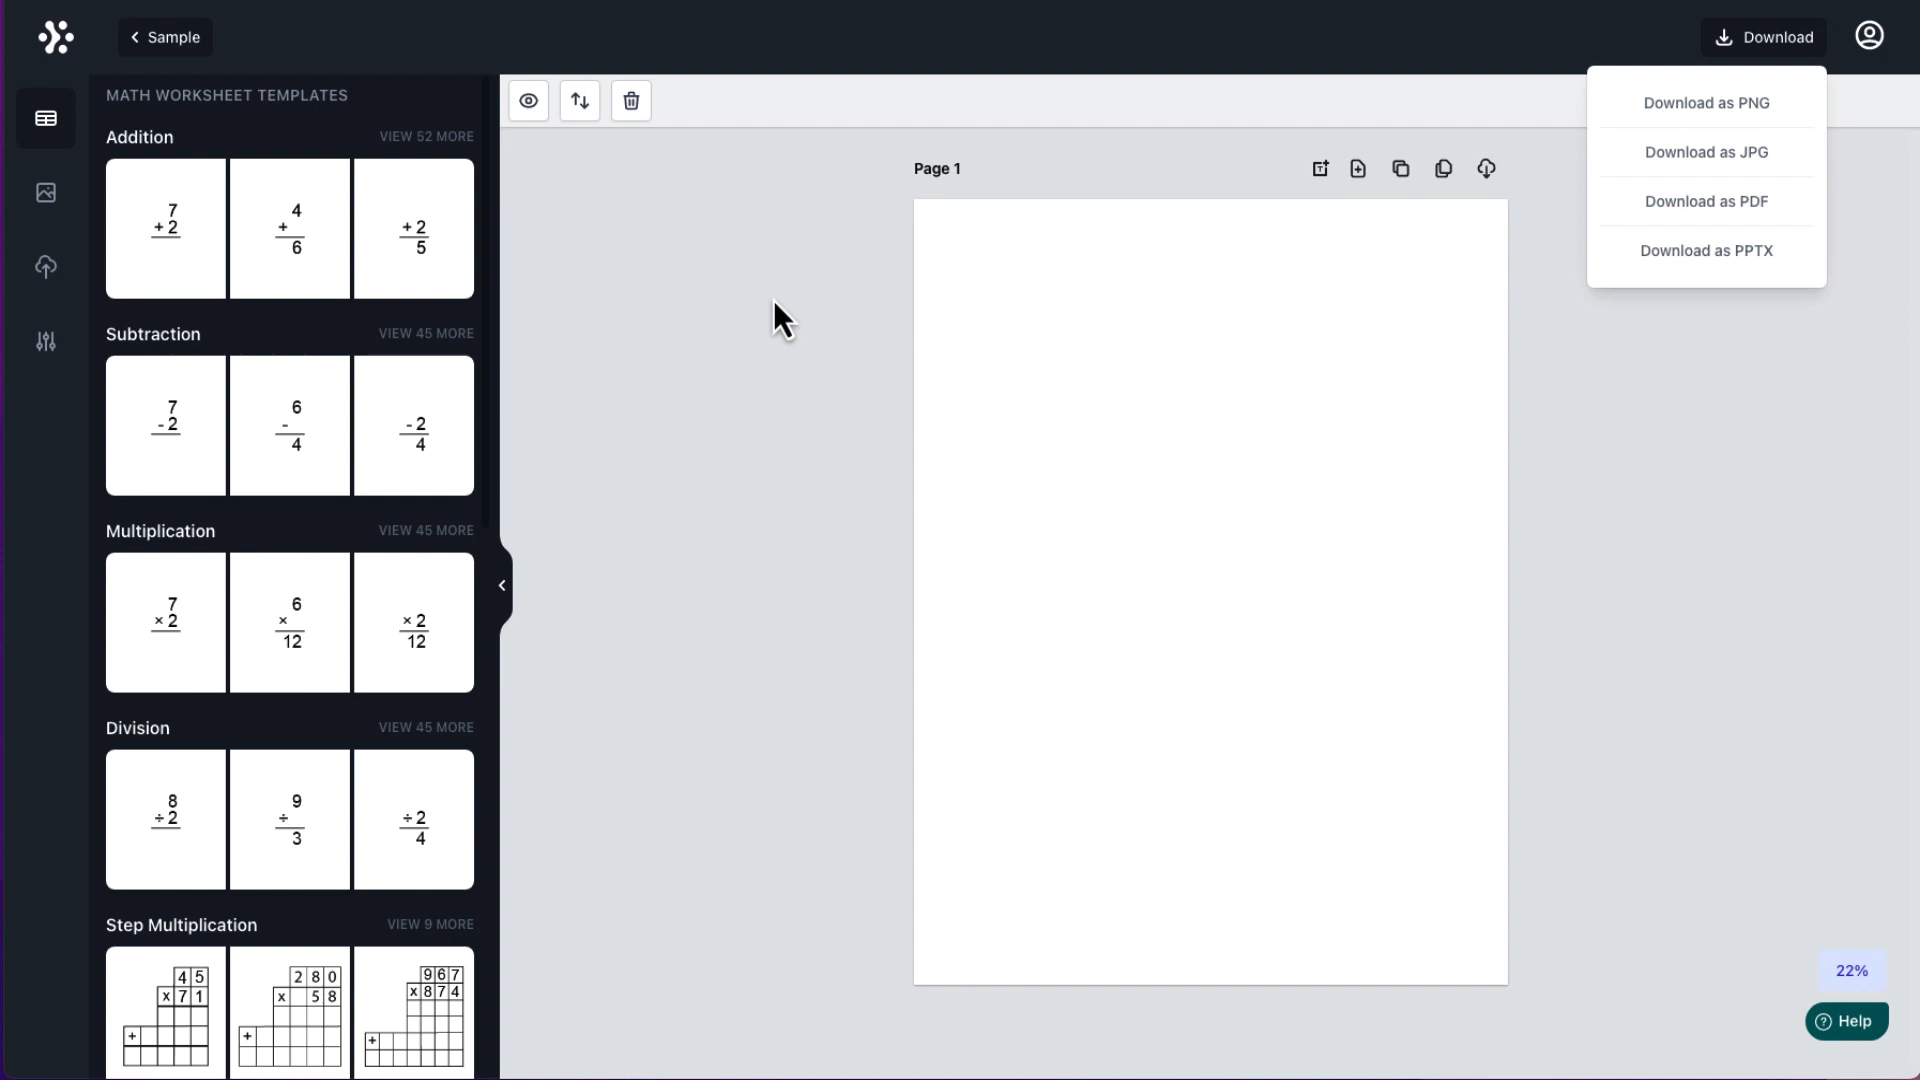 Sample
Download
MATH WORKSHEET TEMPLATES
Download as PNG
Download as JPG
Download as PDF
Download as PPTX
Page 1
Addition VIEW 52 MORE
7 4
+ 2 + + 2
6 5
Subtraction VIEW 45 MORE
7 6
- 2 - - 2
4 4
Multiplication VIEW 45 MORE
7 6
× 2 × × 2
12 12
Division VIEW 45 MORE
8 9
÷ 2 ÷ ÷ 2
3 4
Step Multiplication VIEW 9 MORE
4 5 2 8 0 9 6 7
x 7 1 x 5 8 x 8 7 4
+ + +
22%
Help